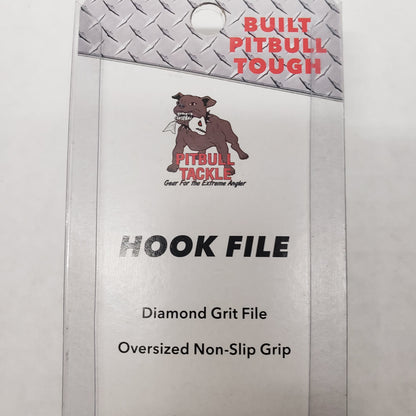 BUILT
PITBULL
TOUGH
PITBULL
TACKLE
Gear For the Extreme Angler
HOOK FILE
Diamond Grit File
Oversized Non-Slip Grip